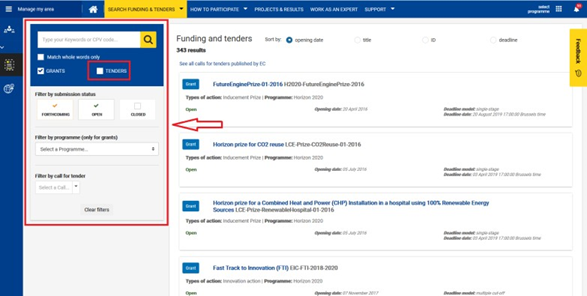 Manage my area
SEARCH FUNDING & TENDERS
HOW TO PARTICIPATE
PROJECTS & RESULTS
WORK AS AN EXPERT
SUPPORT
select
programme
Type your Keywords or CPV code...
Match whole words only
GRANTS
TENDERS
Filter by submission status
FORTHCOMING
OPEN
CLOSED
Filter by programme (only for grants)
Select a Programme...
Filter by call for tender
Select a Call...
Clear filters
Funding and tenders
Sort by:
opening date
title
ID
deadline
343 results
See all calls for tenders published by EC
Feedback
Grant
FutureEnginePrize-01-2016 H2020-FutureEnginePrize-2016
Types of action: Inducement Prize | Programme: Horizon 2020
Open
Opening date: 20 April 2016
Deadline model: single-stage
Deadline date: 20 August 2019 17:00:00 Brussels time
Grant
Horizon prize for CO2 reuse LCE-Prize-CO2Reuse-01-2016
Types of action: Inducement Prize | Programme: Horizon 2020
Open
Opening date: 05 July 2016
Deadline model: single-stage
Deadline date: 03 April 2019 17:00:00 Brussels time
Grant
Horizon prize for a Combined Heat and Power (CHP) Installation in a hospital using 100% Renewable Energy
Sources LCE-Prize-RenewableHospital-01-2016
Types of action: Inducement Prize | Programme: Horizon 2020
Open
Opening date: 05 July 2016
Deadline model: single-stage
Deadline date: 03 April 2019 17:00:00 Brussels time
Grant
Fast Track to Innovation (FTI) EIC-FTI-2018-2020
Types of action: Innovation action | Programme: Horizon 2020
Open
Opening date: 07 November 2017
Deadline model: multiple cut-off